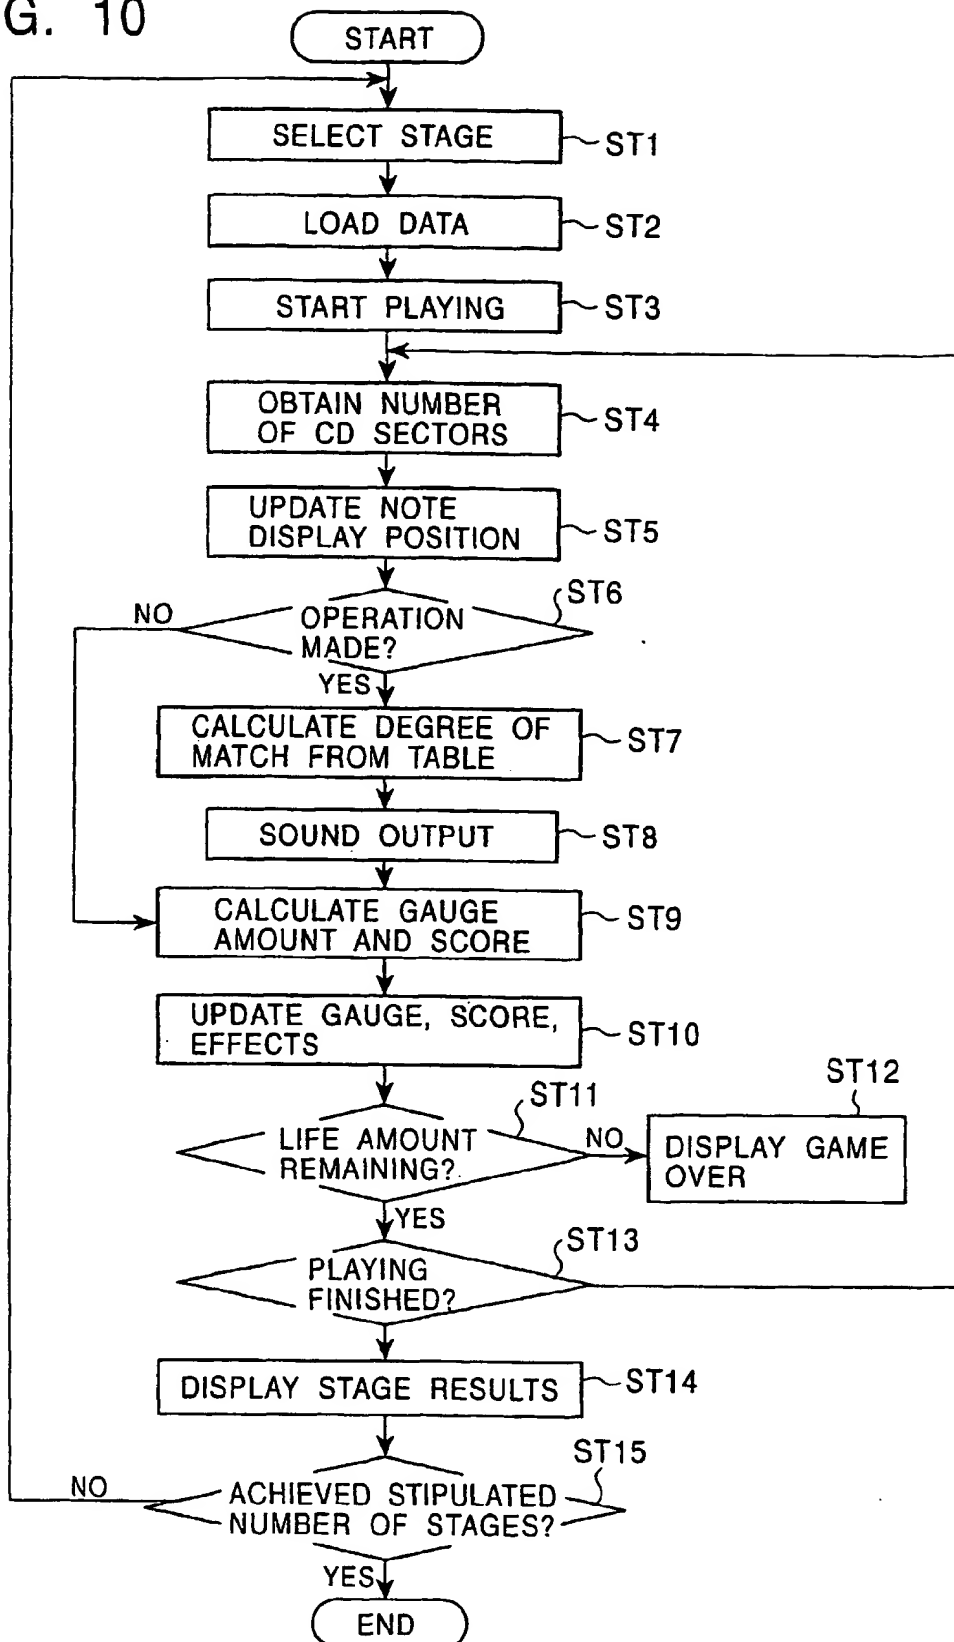 G. 10
START
SELECT STAGE
ST1
LOAD DATA
ST2
START PLAYING
ST3
OBTAIN NUMBER
OF CD SECTORS
ST4
UPDATE NOTE
DISPLAY POSITION
ST5
ST6
NO
OPERATION
MADE?
YES
CALCULATE DEGREE OF
MATCH FROM TABLE
ST7
SOUND OUTPUT
ST8
CALCULATE GAUGE
AMOUNT AND SCORE
ST9
UPDATE GAUGE, SCORE,
EFFECTS
ST10
ST11
LIFE AMOUNT
REMAINING?
NO
ST12
DISPLAY GAME
OVER
YES
ST13
PLAYING
FINISHED?
DISPLAY STAGE RESULTS
ST14
ST15
NO
ACHIEVED STIPULATED
NUMBER OF STAGES?
YES
END